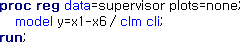 proc reg data=supervisor plots=none;
model y=x1-x6 / clm cli;
run;